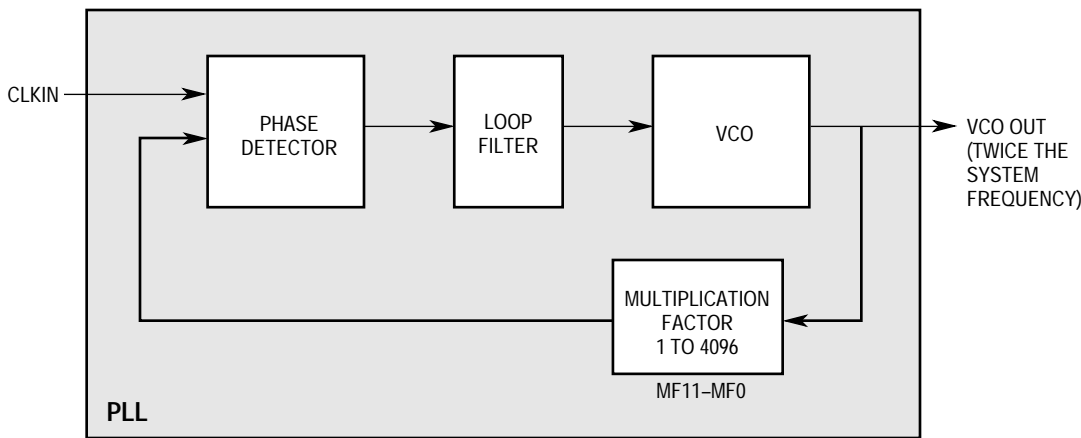 CLKIN
PHASE
DETECTOR
LOOP
FILTER
VCO
VCO OUT
(TWICE THE
SYSTEM
FREQUENCY)
MULTIPLICATION
FACTOR
1 TO 4096
MF11–MF0
PLL